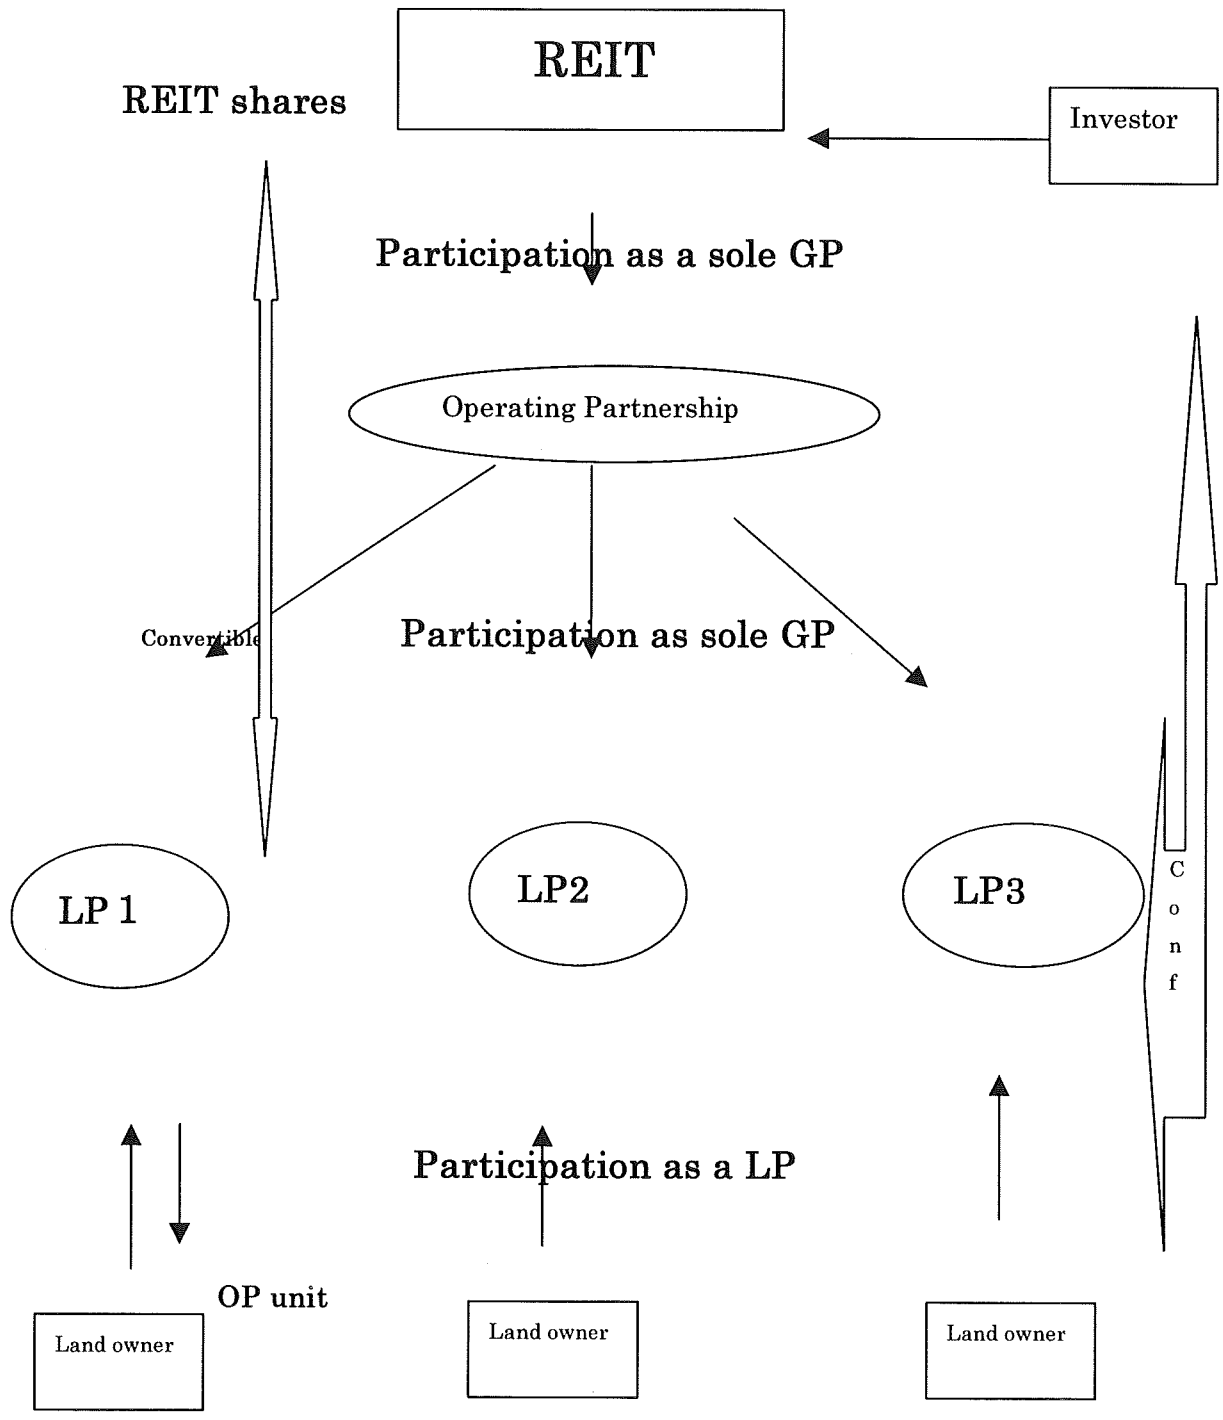 REIT
REIT shares
Investor
Participation as a sole GP
Operating Partnership
Convertible
Participation as sole GP
LP 1
LP2
LP3
C
o
n
f
Participation as a LP
OP unit
Land owner
Land owner
Land owner